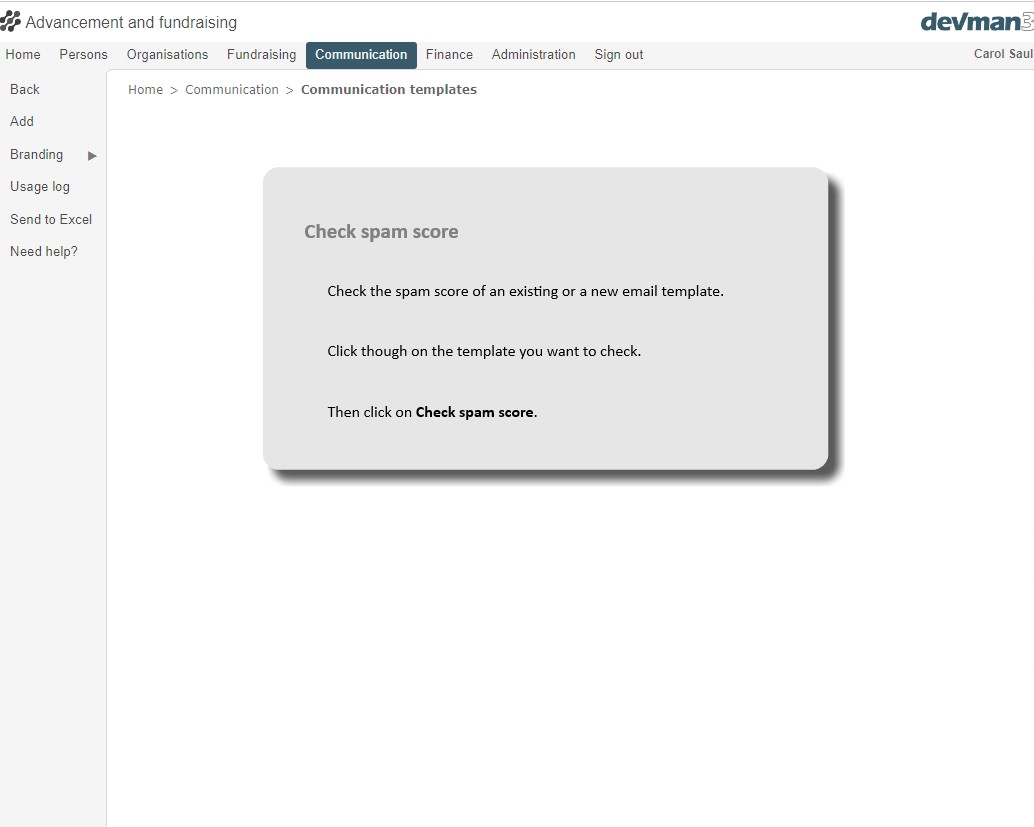 Advancement and fundraising
devman3
Home Persons Organisations Fundraising Communication Finance Administration Sign out Carol Saul
Back
Add
Branding ▶
Usage log
Send to Excel
Need help?
Home > Communication > Communication templates
Check spam score
Check the spam score of an existing or a new email template.
Click though on the template you want to check.
Then click on Check spam score.